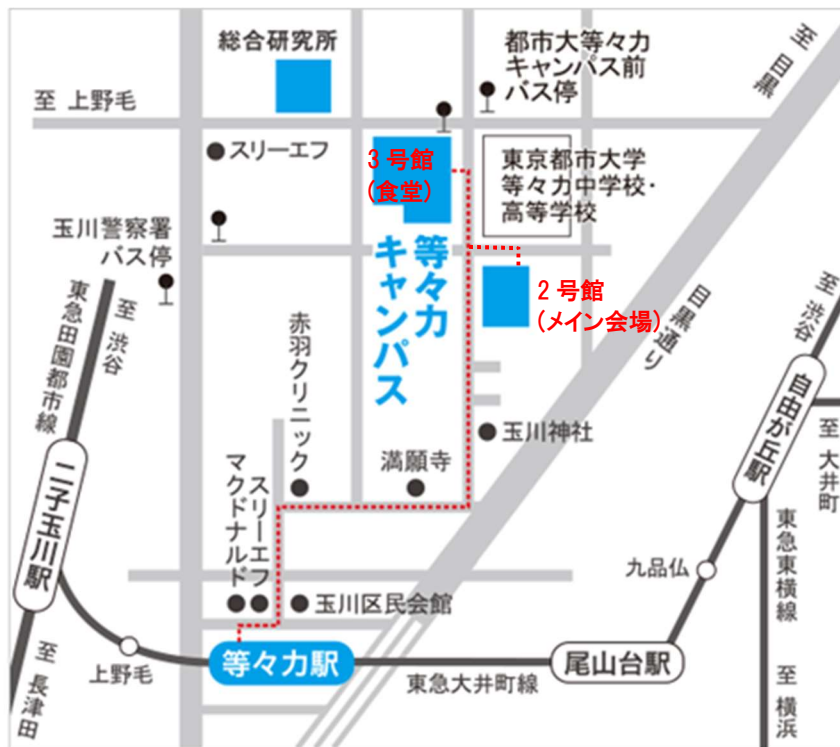 総合研究所
都市大等々力
キャンパス前
バス停
至 目黒
至 上野毛
スリーエフ
3 号館
(食堂)
東京都市大学
等々力中学校・
高等学校
玉川警察署
バス停
等々力
キャンパス
2 号館
(メイン会場)
目黒通り
至 渋谷
東急田園都市線
至 渋谷
自由が丘駅
至 大井町
赤羽クリニック
満願寺
玉川神社
スリーエフ
マクドナルド
二子玉川駅
東急東横線
九品仏
玉川区民会館
至 長津田
上野毛
等々力駅
東急大井町線
尾山台駅
至 横浜